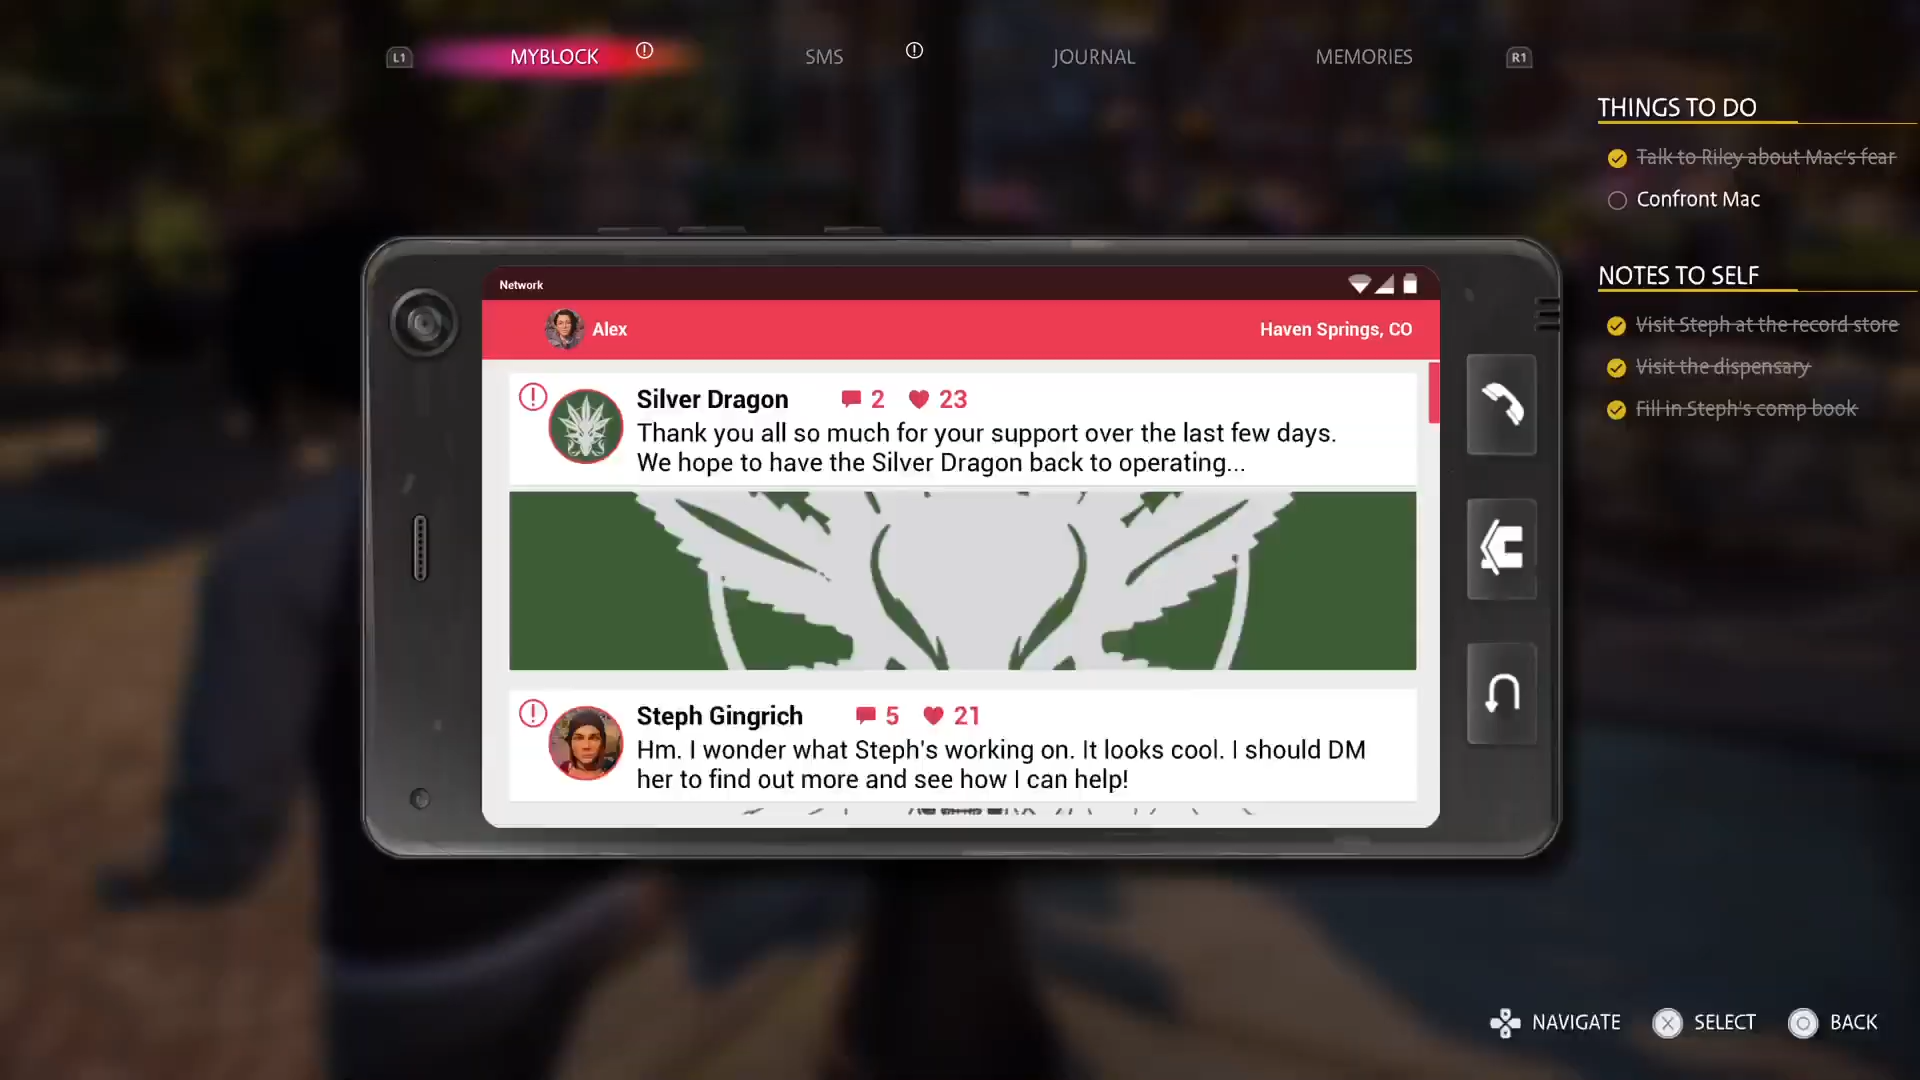 L1
MYBLOCK
SMS
JOURNAL
MEMORIES
R1
THINGS TO DO
Talk to Riley about Mac's fear
Confront Mac
NOTES TO SELF
Visit Steph at the record store
Visit the dispensary
Fill in Steph's comp book
Network
Alex
Haven Springs, CO
Silver Dragon 2 23
Thank you all so much for your support over the last few days.
We hope to have the Silver Dragon back to operating...
Steph Gingrich 5 21
Hm. I wonder what Steph's working on. It looks cool. I should DM
her to find out more and see how I can help!
NAVIGATE SELECT BACK